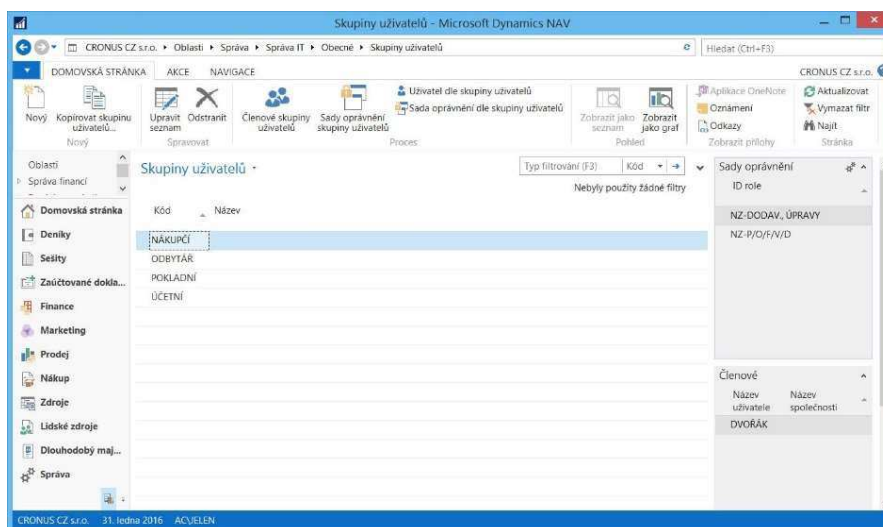 Skupiny uživatelů - Microsoft Dynamics NAV
CRONUS CZ s.r.o. ▸ Oblasti ▸ Správa ▸ Správa IT ▸ Obecné ▸ Skupiny uživatelů
Hledat (Ctrl+F3)
DOMOVSKÁ STRÁNKA AKCE NAVIGACE
CRONUS CZ s.r.o.
Nový
Kopírovat skupinu
uživatelů...
Nový
Upravit
seznam
Odstranit
Spravovat
Členové skupiny
uživatelů
Sady oprávnění
skupiny uživatelů
Uživatel dle skupiny uživatelů
Sada oprávnění dle skupiny uživatelů
Proces
Zobrazit jako
seznam
Zobrazit
jako graf
Pohled
Aplikace OneNote
Oznámení
Odkazy
Zobrazit přílohy
Aktualizovat
Vymazat filtr
Najít
Stránka
Oblasti
Správa financí
Domovská stránka
Deníky
Sešity
Zaúčtované dokla...
Finance
Marketing
Prodej
Nákup
Zdroje
Lidské zdroje
Dlouhodobý maj...
Správa
Skupiny uživatelů
Typ filtrování (F3)
Kód
Nebyly použity žádné filtry
Kód Název
NÁKUPČÍ
ODBYTÁŘ
POKLADNÍ
ÚČETNÍ
Sady oprávnění
ID role
NZ-DODAV., ÚPRAVY
NZ-P/O/F/V/D
Členové
Název
uživatele
Název
společnosti
DVOŘÁK
CRONUS CZ s.r.o. 31. ledna 2016